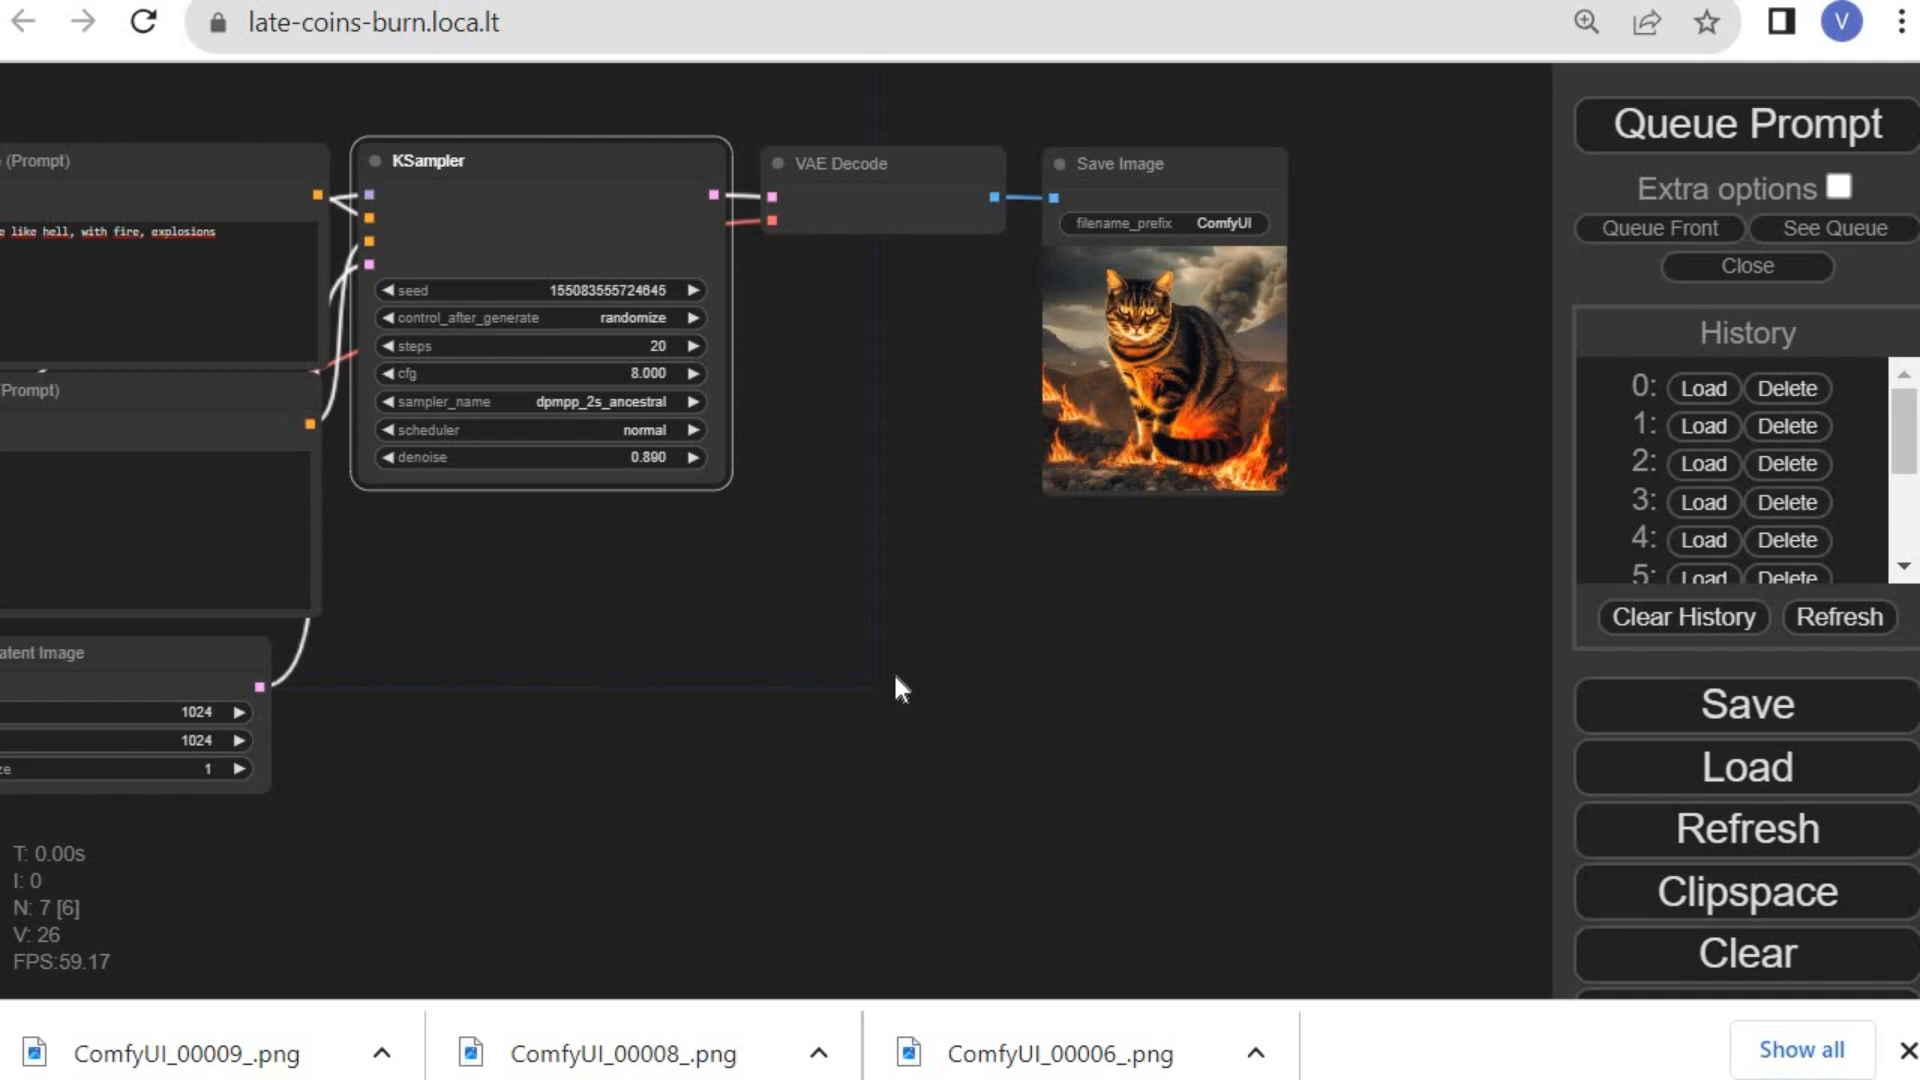 late-coins-burn.loca.lt
V
(Prompt)
e like hell, with fire, explosions
Prompt)
atent Image
1024
1024
ze 1
KSampler
seed 155083555724645
control_after_generate randomize
steps 20
cfg 8.000
sampler_name dpmpp_2s_ancestral
scheduler normal
denoise 0.890
VAE Decode
Save Image
filename_prefix ComfyUI
T: 0.00s
I: 0
N: 7 [6]
V: 26
FPS:59.17
Queue Prompt
Extra options
Queue Front See Queue
Close
History
0: Load Delete
1: Load Delete
2: Load Delete
3: Load Delete
4: Load Delete
5: Load Delete
Clear History Refresh
Save
Load
Refresh
Clipspace
Clear
ComfyUI_00009_.png
ComfyUI_00008_.png
ComfyUI_00006_.png
Show all